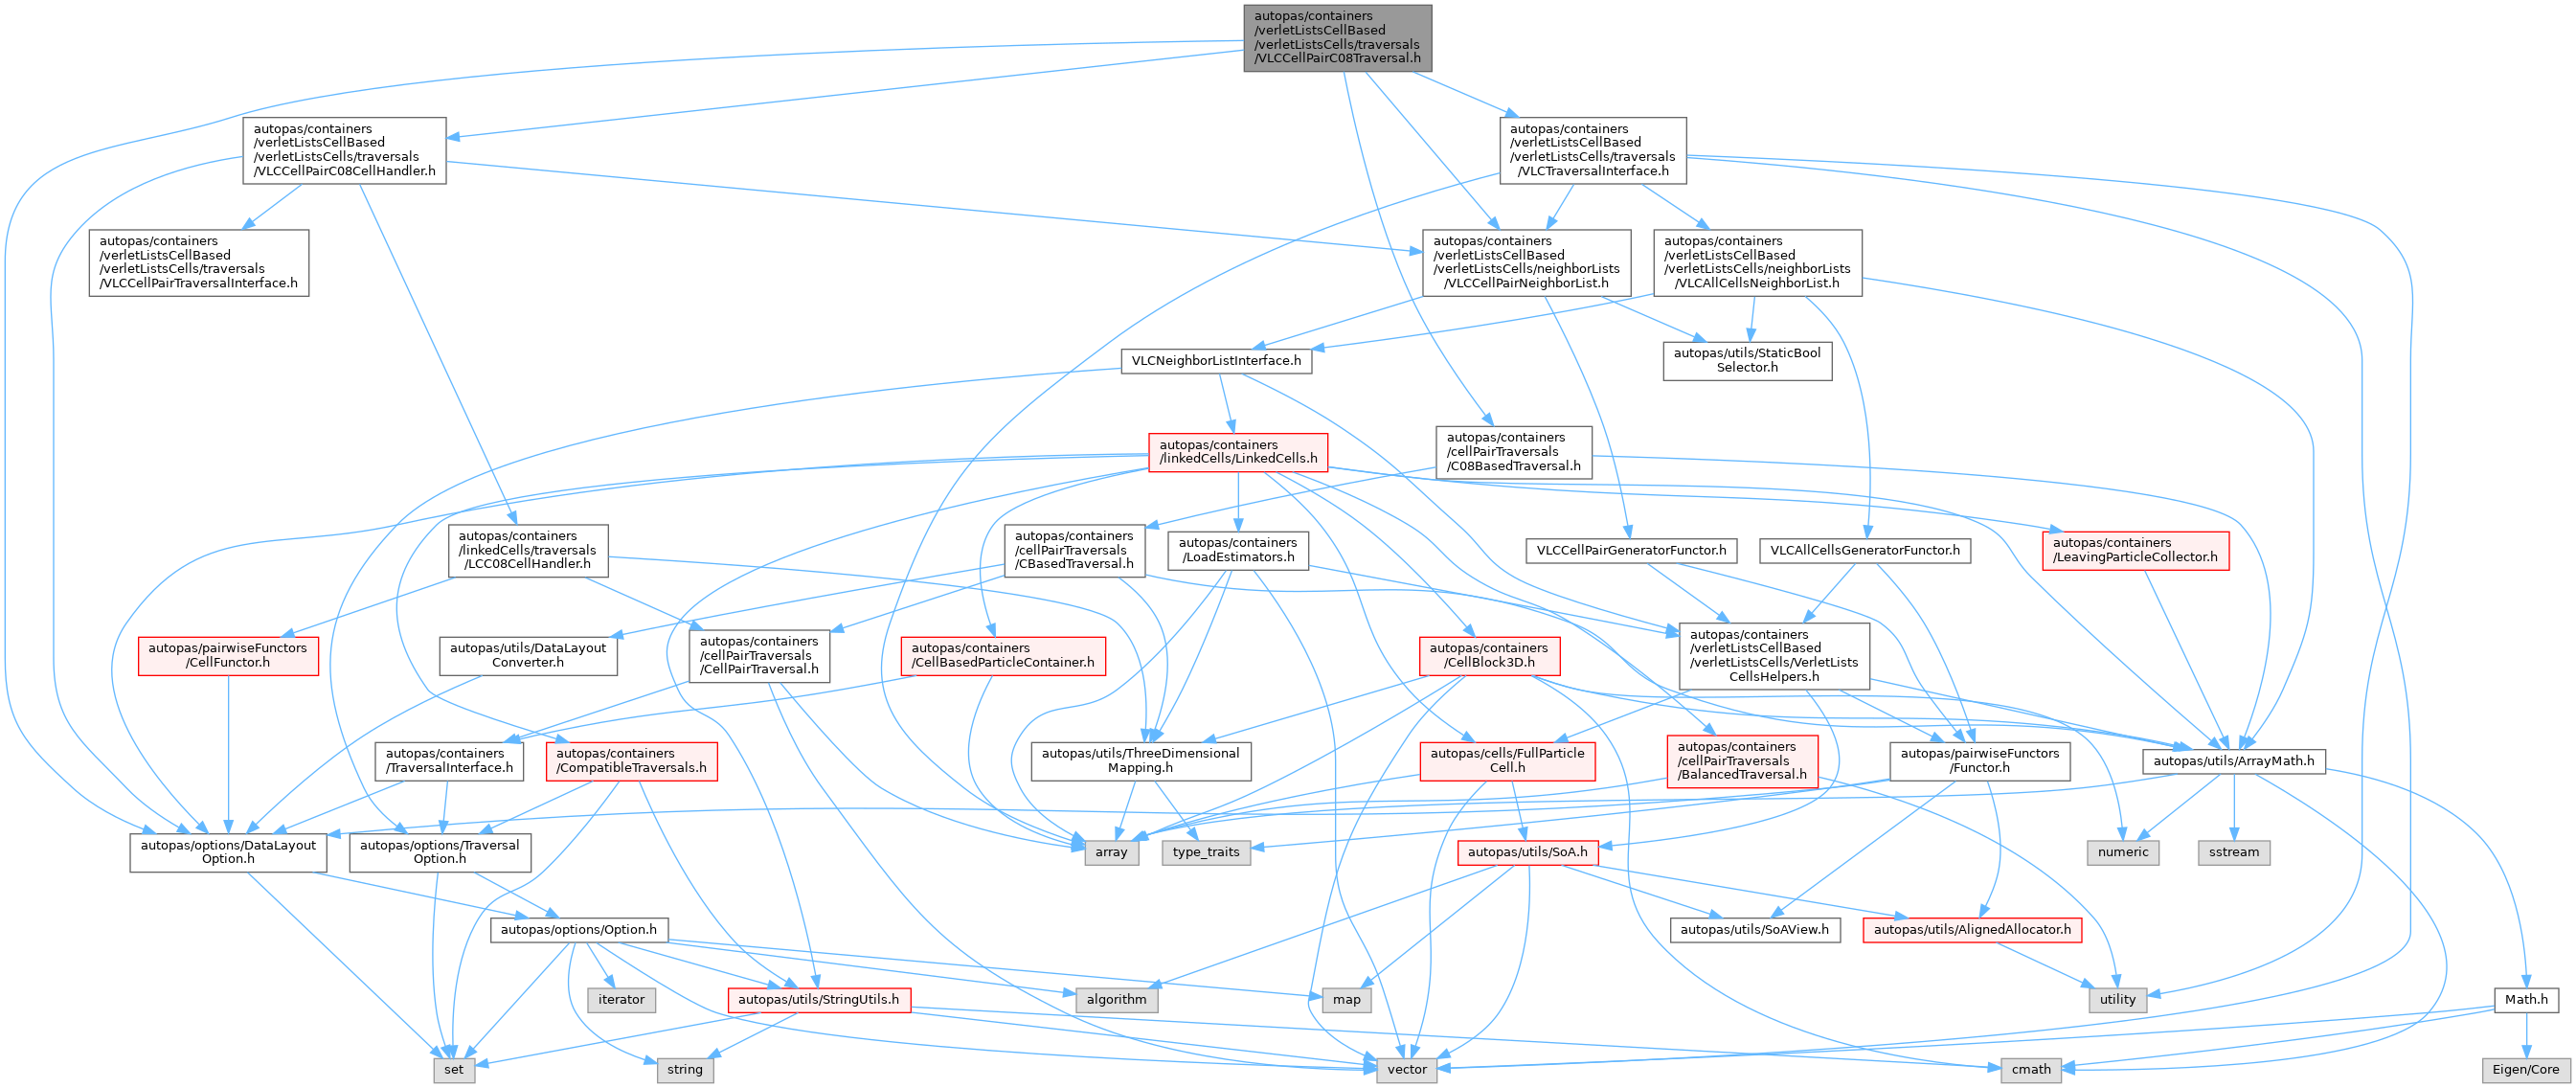 autopas/containers
/verletListsCellBased
/verletListsCells/traversals
/VLCCellPairC08Traversal.h
autopas/containers
/verletListsCellBased
/verletListsCells/traversals
/VLCCellPairC08CellHandler.h
autopas/containers
/verletListsCellBased
/verletListsCells/traversals
/VLCTraversalInterface.h
autopas/containers
/verletListsCellBased
/verletListsCells/traversals
/VLCCellPairTraversalInterface.h
autopas/containers
/verletListsCellBased
/verletListsCells/neighborLists
/VLCCellPairNeighborList.h
autopas/containers
/verletListsCellBased
/verletListsCells/neighborLists
/VLCAllCellsNeighborList.h
VLCNeighborListInterface.h
autopas/utils/StaticBool
Selector.h
autopas/containers
/linkedCells/LinkedCells.h
autopas/containers
/cellPairTraversals
/C08BasedTraversal.h
autopas/containers
/linkedCells/traversals
/LCC08CellHandler.h
autopas/containers
/cellPairTraversals
/CBasedTraversal.h
autopas/containers
/LoadEstimators.h
VLCCellPairGeneratorFunctor.h
VLCAllCellsGeneratorFunctor.h
autopas/containers
/LeavingParticleCollector.h
autopas/pairwiseFunctors
/CellFunctor.h
autopas/utils/DataLayout
Converter.h
autopas/containers
/cellPairTraversals
/CellPairTraversal.h
autopas/containers
/CellBasedParticleContainer.h
autopas/containers
/CellBlock3D.h
autopas/containers
/verletListsCellBased
/verletListsCells/VerletLists
CellsHelpers.h
autopas/containers
/TraversalInterface.h
autopas/containers
/CompatibleTraversals.h
autopas/utils/ThreeDimensional
Mapping.h
autopas/cells/FullParticle
Cell.h
autopas/containers
/cellPairTraversals
/BalancedTraversal.h
autopas/pairwiseFunctors
/Functor.h
autopas/utils/ArrayMath.h
autopas/options/DataLayout
Option.h
autopas/options/Traversal
Option.h
array
type_traits
autopas/utils/SoA.h
numeric
sstream
autopas/options/Option.h
autopas/utils/SoAView.h
autopas/utils/AlignedAllocator.h
iterator
autopas/utils/StringUtils.h
algorithm
map
utility
Math.h
set
string
vector
cmath
Eigen/Core